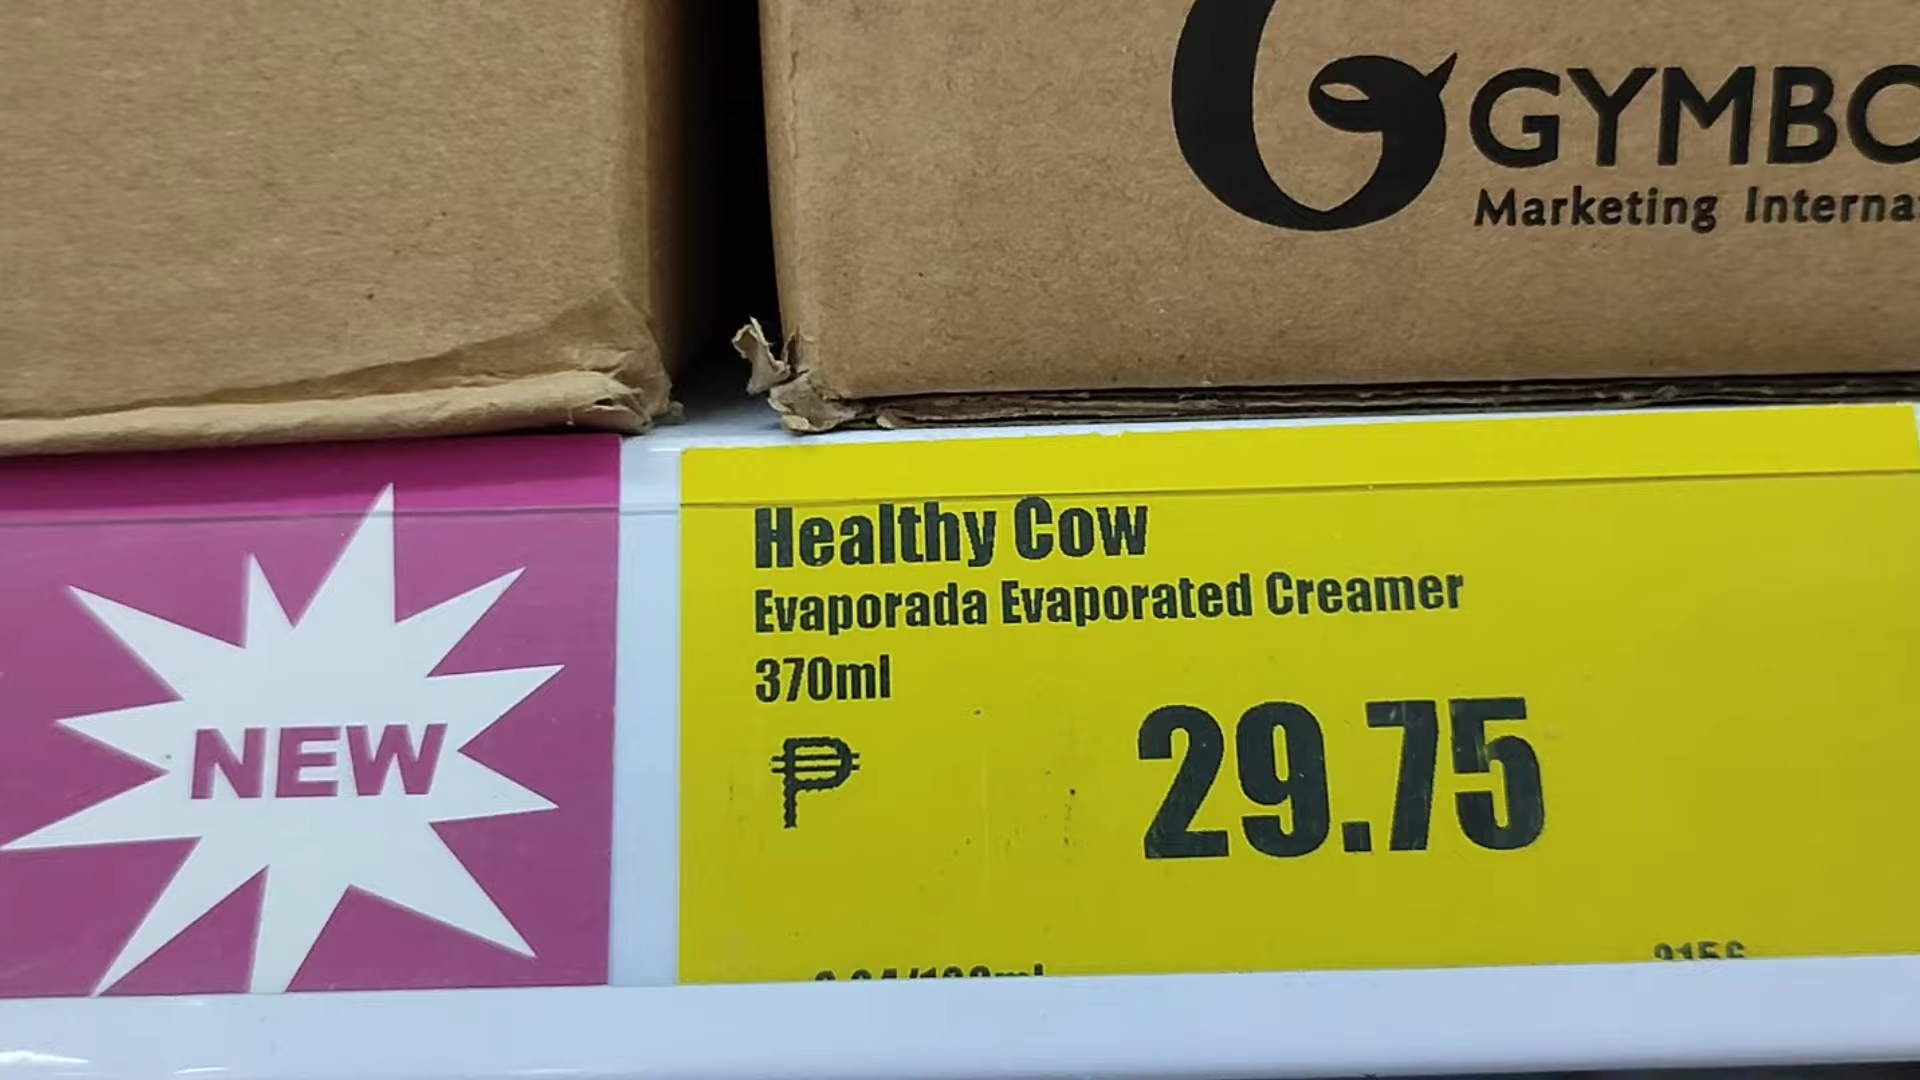 GYMBO
Marketing Interna
NEW
Healthy Cow
Evaporada Evaporated Creamer
370ml
₱ 29.75